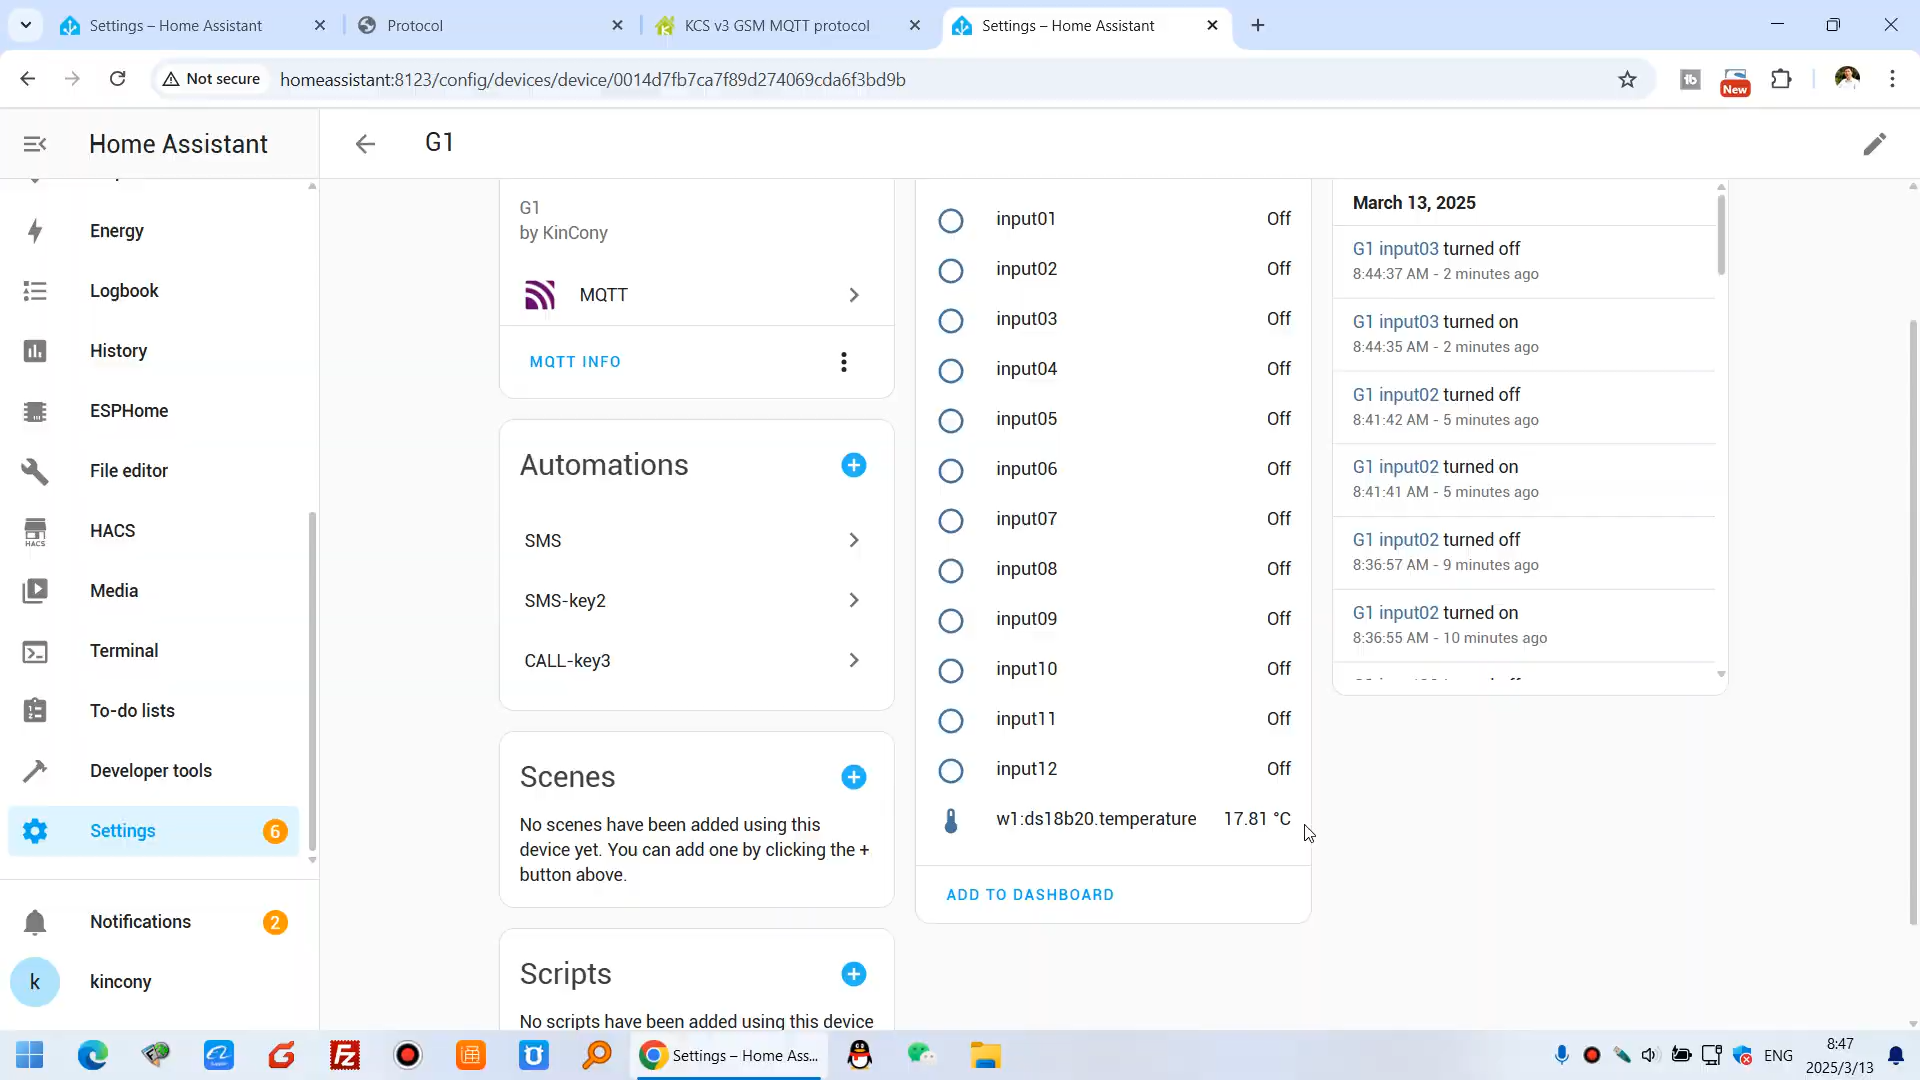 Settings – Home Assistant
Protocol
KCS v3 GSM MQTT protocol
Settings – Home Assistant
Not secure
homeassistant:8123/config/devices/device/0014d7fb7ca7f89d274069cda6f3bd9b
New
Home Assistant
G1
Energy
Logbook
History
ESPHome
File editor
HACS
HACS
Media
Terminal
To-do lists
Developer tools
Settings
6
Notifications
2
k
kincony
G1
by KinCony
MQTT
MQTT INFO
Automations
SMS
SMS-key2
CALL-key3
Scenes
No scenes have been added using this
device yet. You can add one by clicking the +
button above.
Scripts
No scripts have been added using this device
input01 Off
input02 Off
input03 Off
input04 Off
input05 Off
input06 Off
input07 Off
input08 Off
input09 Off
input10 Off
input11 Off
input12 Off
w1:ds18b20.temperature 17.81 °C
ADD TO DASHBOARD
March 13, 2025
G1 input03 turned off
8:44:37 AM - 2 minutes ago
G1 input03 turned on
8:44:35 AM - 2 minutes ago
G1 input02 turned off
8:41:42 AM - 5 minutes ago
G1 input02 turned on
8:41:41 AM - 5 minutes ago
G1 input02 turned off
8:36:57 AM - 9 minutes ago
G1 input02 turned on
8:36:55 AM - 10 minutes ago
Settings – Home Ass...
ENG
8:47
2025/3/13